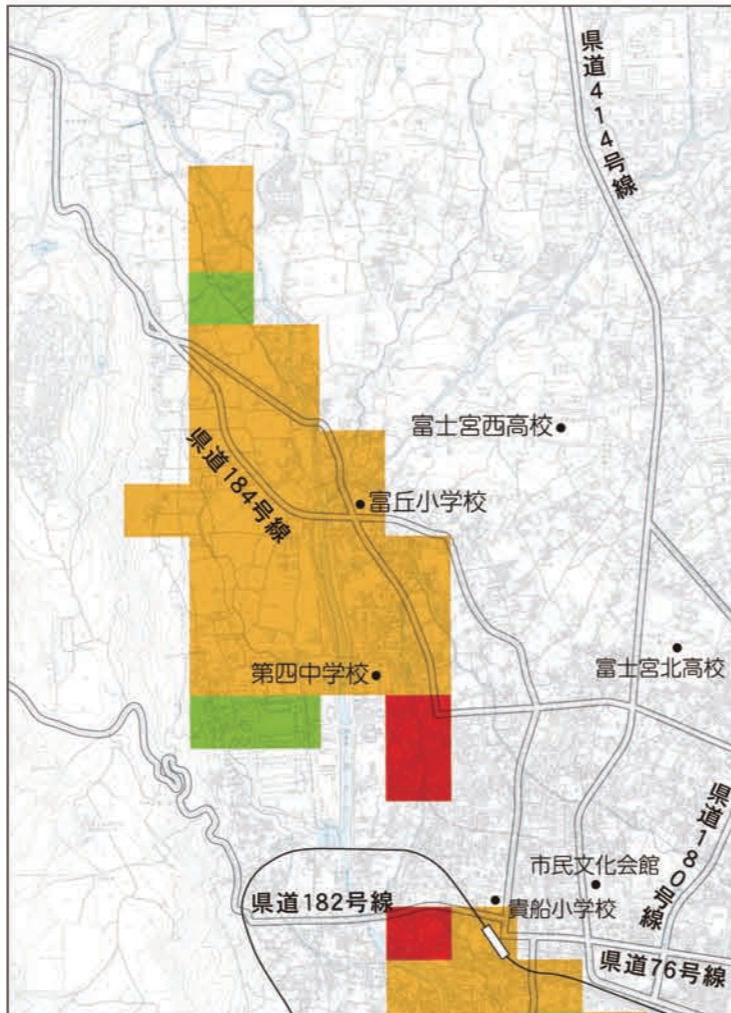 県道414号線
富士宮西高校
県道184号線
富丘小学校
第四中学校
富士宮北高校
県道180号線
市民文化会館
県道182号線
貴船小学校
県道76号線